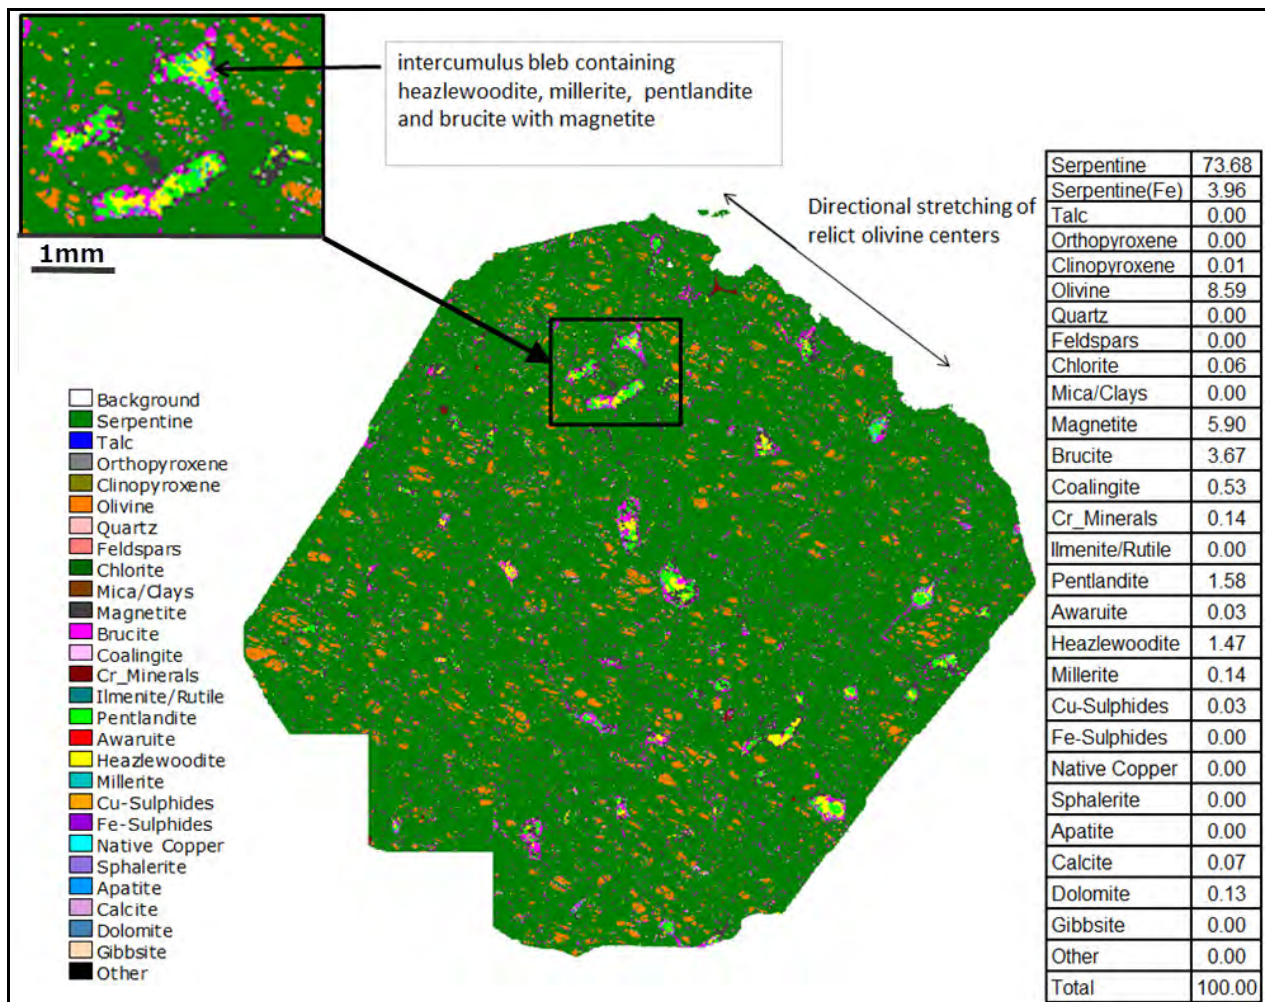 intercumulus bleb containing
heazlewoodite, millerite, pentlandite
and brucite with magnetite
1mm
Directional stretching of
relict olivine centers
Background
Serpentine
Talc
Orthopyroxene
Clinopyroxene
Olivine
Quartz
Feldspars
Chlorite
Mica/Clays
Magnetite
Brucite
Coalingite
Cr_Minerals
Ilmenite/Rutile
Pentlandite
Awaruite
Heazlewoodite
Millerite
Cu-Sulphides
Fe-Sulphides
Native Copper
Sphalerite
Apatite
Calcite
Dolomite
Gibbsite
Other
Serpentine 73.68
Serpentine(Fe) 3.96
Talc 0.00
Orthopyroxene 0.00
Clinopyroxene 0.01
Olivine 8.59
Quartz 0.00
Feldspars 0.00
Chlorite 0.06
Mica/Clays 0.00
Magnetite 5.90
Brucite 3.67
Coalingite 0.53
Cr_Minerals 0.14
Ilmenite/Rutile 0.00
Pentlandite 1.58
Awaruite 0.03
Heazlewoodite 1.47
Millerite 0.14
Cu-Sulphides 0.03
Fe-Sulphides 0.00
Native Copper 0.00
Sphalerite 0.00
Apatite 0.00
Calcite 0.07
Dolomite 0.13
Gibbsite 0.00
Other 0.00
Total 100.00